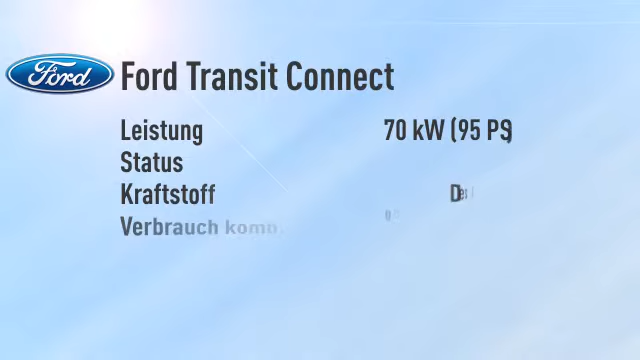 Ford
Ford Transit Connect
Leistung 70 kW (95 PS)
Status
Kraftstoff
Verbrauch komb.